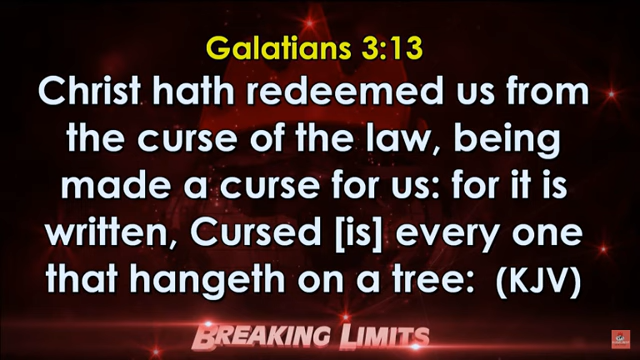 Galatians 3:13
Christ hath redeemed us from
the curse of the law, being
made a curse for us: for it is
written, Cursed [is] every one
that hangeth on a tree: (KJV)
BREAKING LIMITS